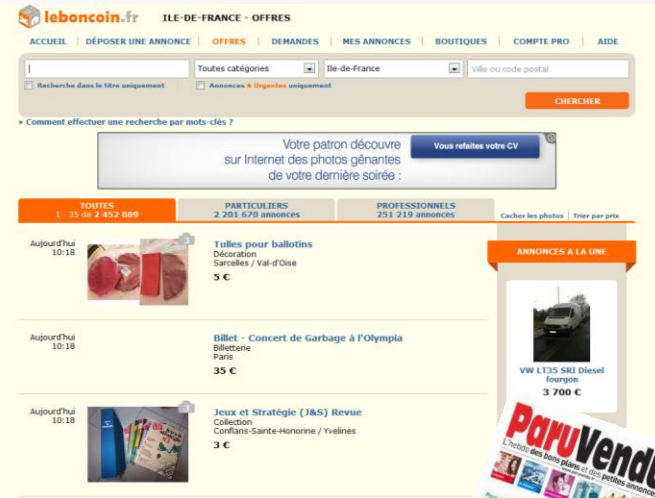 leboncoin.fr ILE-DE-FRANCE - OFFRES
ACCUEIL | DÉPOSER UNE ANNONCE | OFFRES | DEMANDES | MES ANNONCES | BOUTIQUES | COMPTE PRO | AIDE
Toutes catégories Ile-de-France Ville ou code postal
Recherche dans le titre uniquement Annonces Urgentes uniquement
CHERCHER
» Comment effectuer une recherche par mots-clés ?
Votre patron découvre
sur Internet des photos gênantes
de votre dernière soirée :
Vous refaites votre CV
TOUTES
1 - 35 de 2 452 889
PARTICULIERS
2 201 670 annonces
PROFESSIONNELS
251 219 annonces
Cacher les photos | Trier par prix
Aujourd'hui
10:18
3
Tulles pour ballotins
Décoration
Sarcelles / Val-d'Oise
5 €
Aujourd'hui
10:18
Billet - Concert de Garbage à l'Olympia
Billetterie
Paris
35 €
Aujourd'hui
10:18
3
Jeux et Stratégie (J&S) Revue
Collection
Conflans-Sainte-Honorine / Yvelines
3 €
ANNONCES A LA UNE
VW LT35 SRI Diesel
fourgon
3 700 €
ParuVendu
L'hebdo des bons plans et des petites annonces